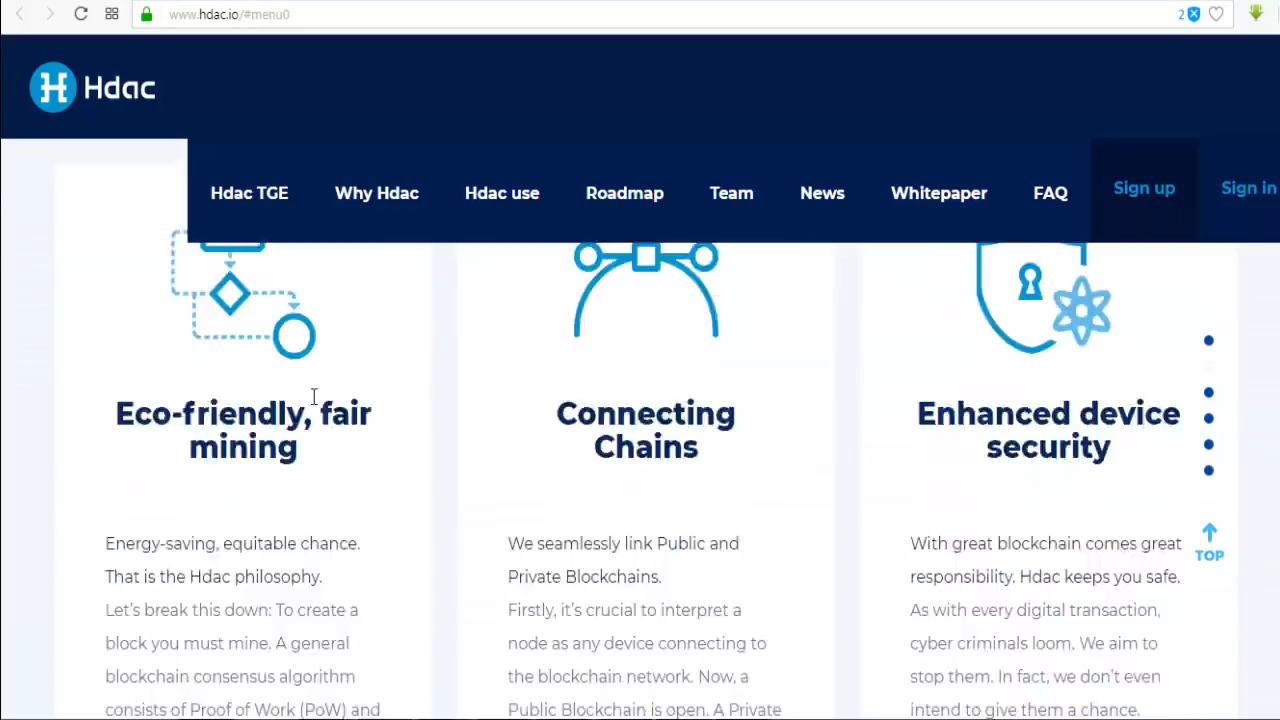 www.hdac.io/#menu0
2
Hdac
Hdac TGE Why Hdac Hdac use Roadmap Team News Whitepaper FAQ Sign up Sign in
Eco-friendly, fair
mining
Energy-saving, equitable chance.
That is the Hdac philosophy.
Let's break this down: To create a
block you must mine. A general
blockchain consensus algorithm
consists of Proof of Work (PoW) and
Connecting
Chains
We seamlessly link Public and
Private Blockchains.
Firstly, it's crucial to interpret a
node as any device connecting to
the blockchain network. Now, a
Public Blockchain is open. A Private
Enhanced device
security
With great blockchain comes great
responsibility. Hdac keeps you safe.
As with every digital transaction,
cyber criminals loom. We aim to
stop them. In fact, we don't even
intend to give them a chance.
TOP